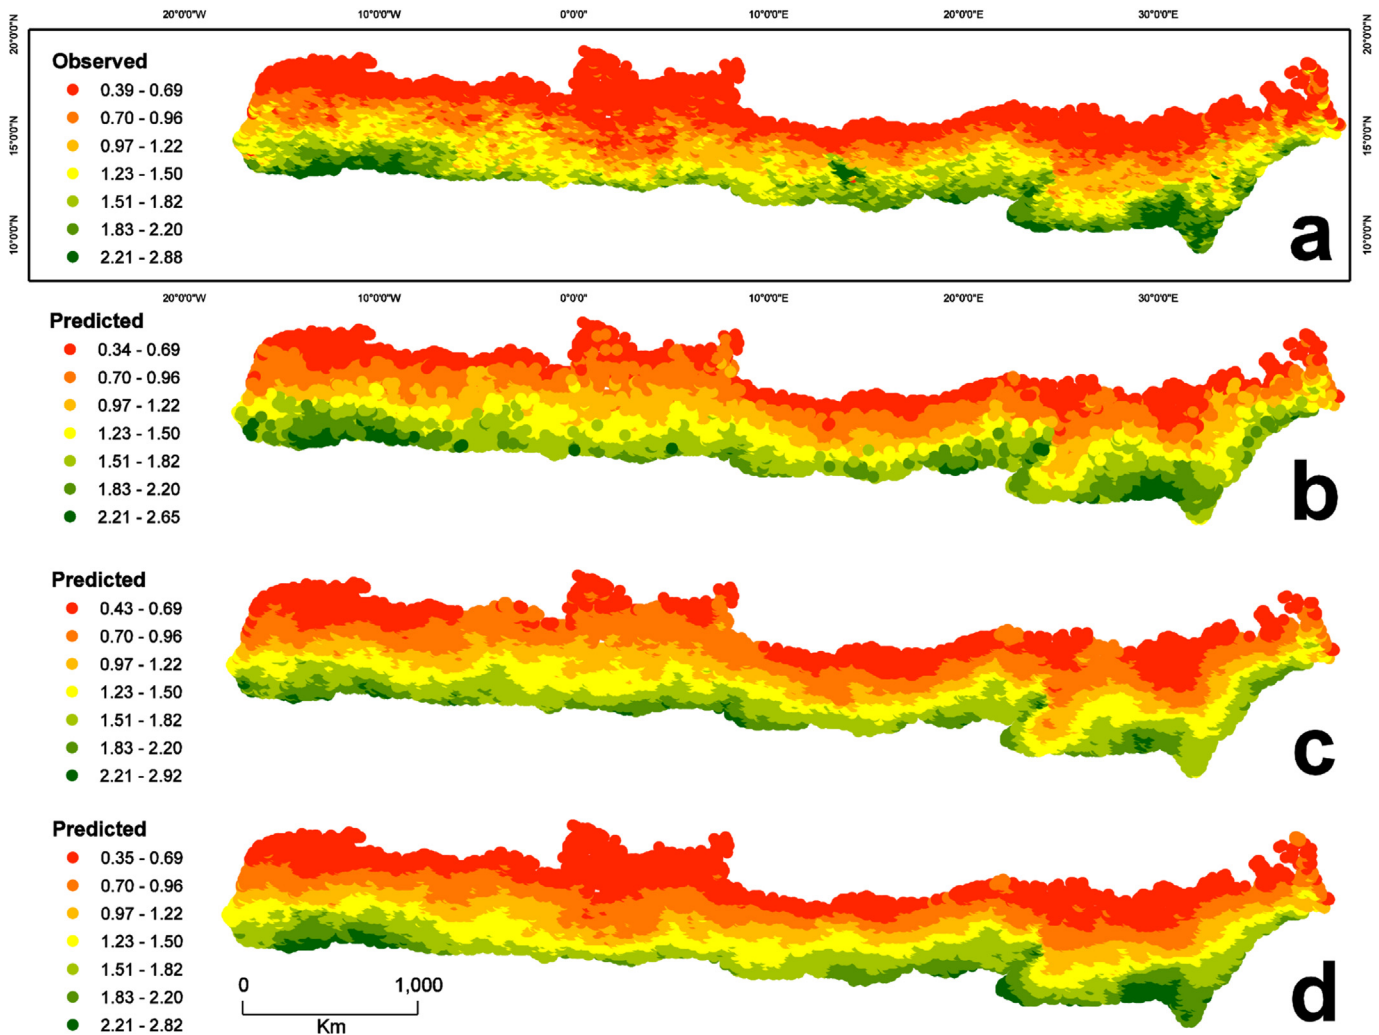 20°0'0"W 10°0'0"W 0°0'0" 10°0'0"E 20°0'0"E 30°0'0"E
20°0'0"N
20°0'0"N
Observed
0.39 - 0.69
0.70 - 0.96
0.97 - 1.22
1.23 - 1.50
1.51 - 1.82
1.83 - 2.20
2.21 - 2.88
15°0'0"N
15°0'0"N
10°0'0"N
10°0'0"N
a
20°0'0"W 10°0'0"W 0°0'0" 10°0'0"E 20°0'0"E 30°0'0"E
Predicted
0.34 - 0.69
0.70 - 0.96
0.97 - 1.22
1.23 - 1.50
1.51 - 1.82
1.83 - 2.20
2.21 - 2.65
b
Predicted
0.43 - 0.69
0.70 - 0.96
0.97 - 1.22
1.23 - 1.50
1.51 - 1.82
1.83 - 2.20
2.21 - 2.92
c
Predicted
0.35 - 0.69
0.70 - 0.96
0.97 - 1.22
1.23 - 1.50
1.51 - 1.82
1.83 - 2.20
2.21 - 2.82
0 1,000
Km
d